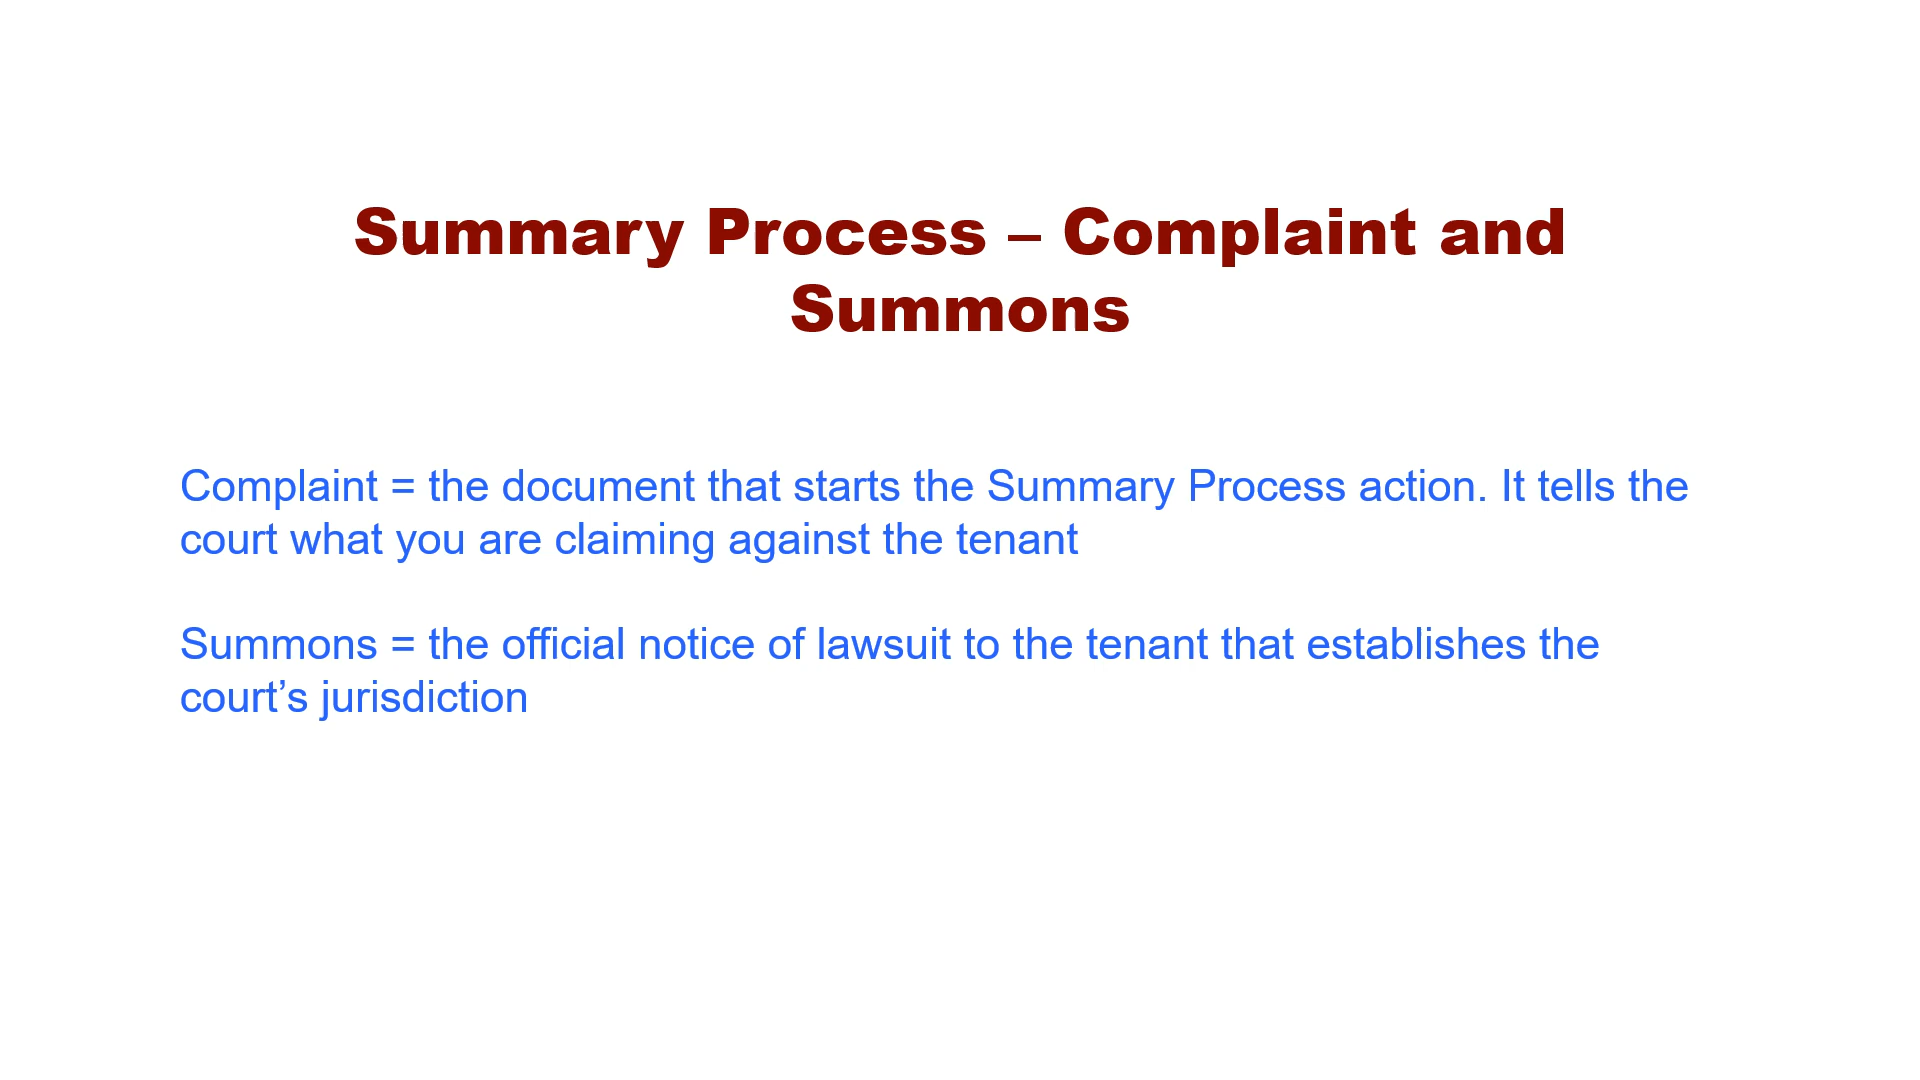 Summary Process – Complaint and
Summons
Complaint = the document that starts the Summary Process action. It tells the
court what you are claiming against the tenant
Summons = the official notice of lawsuit to the tenant that establishes the
court’s jurisdiction